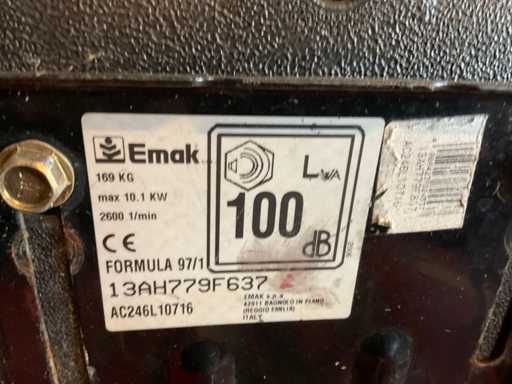 Emak
169 KG
max 10.1 KW
2600 1/min
LWA
100
dB
CE
FORMULA 97/1
13AH779F637
AC246L10716
EMAK s.p.a
42011 BAGNOLO IN PIANO
(REGGIO EMILIA)